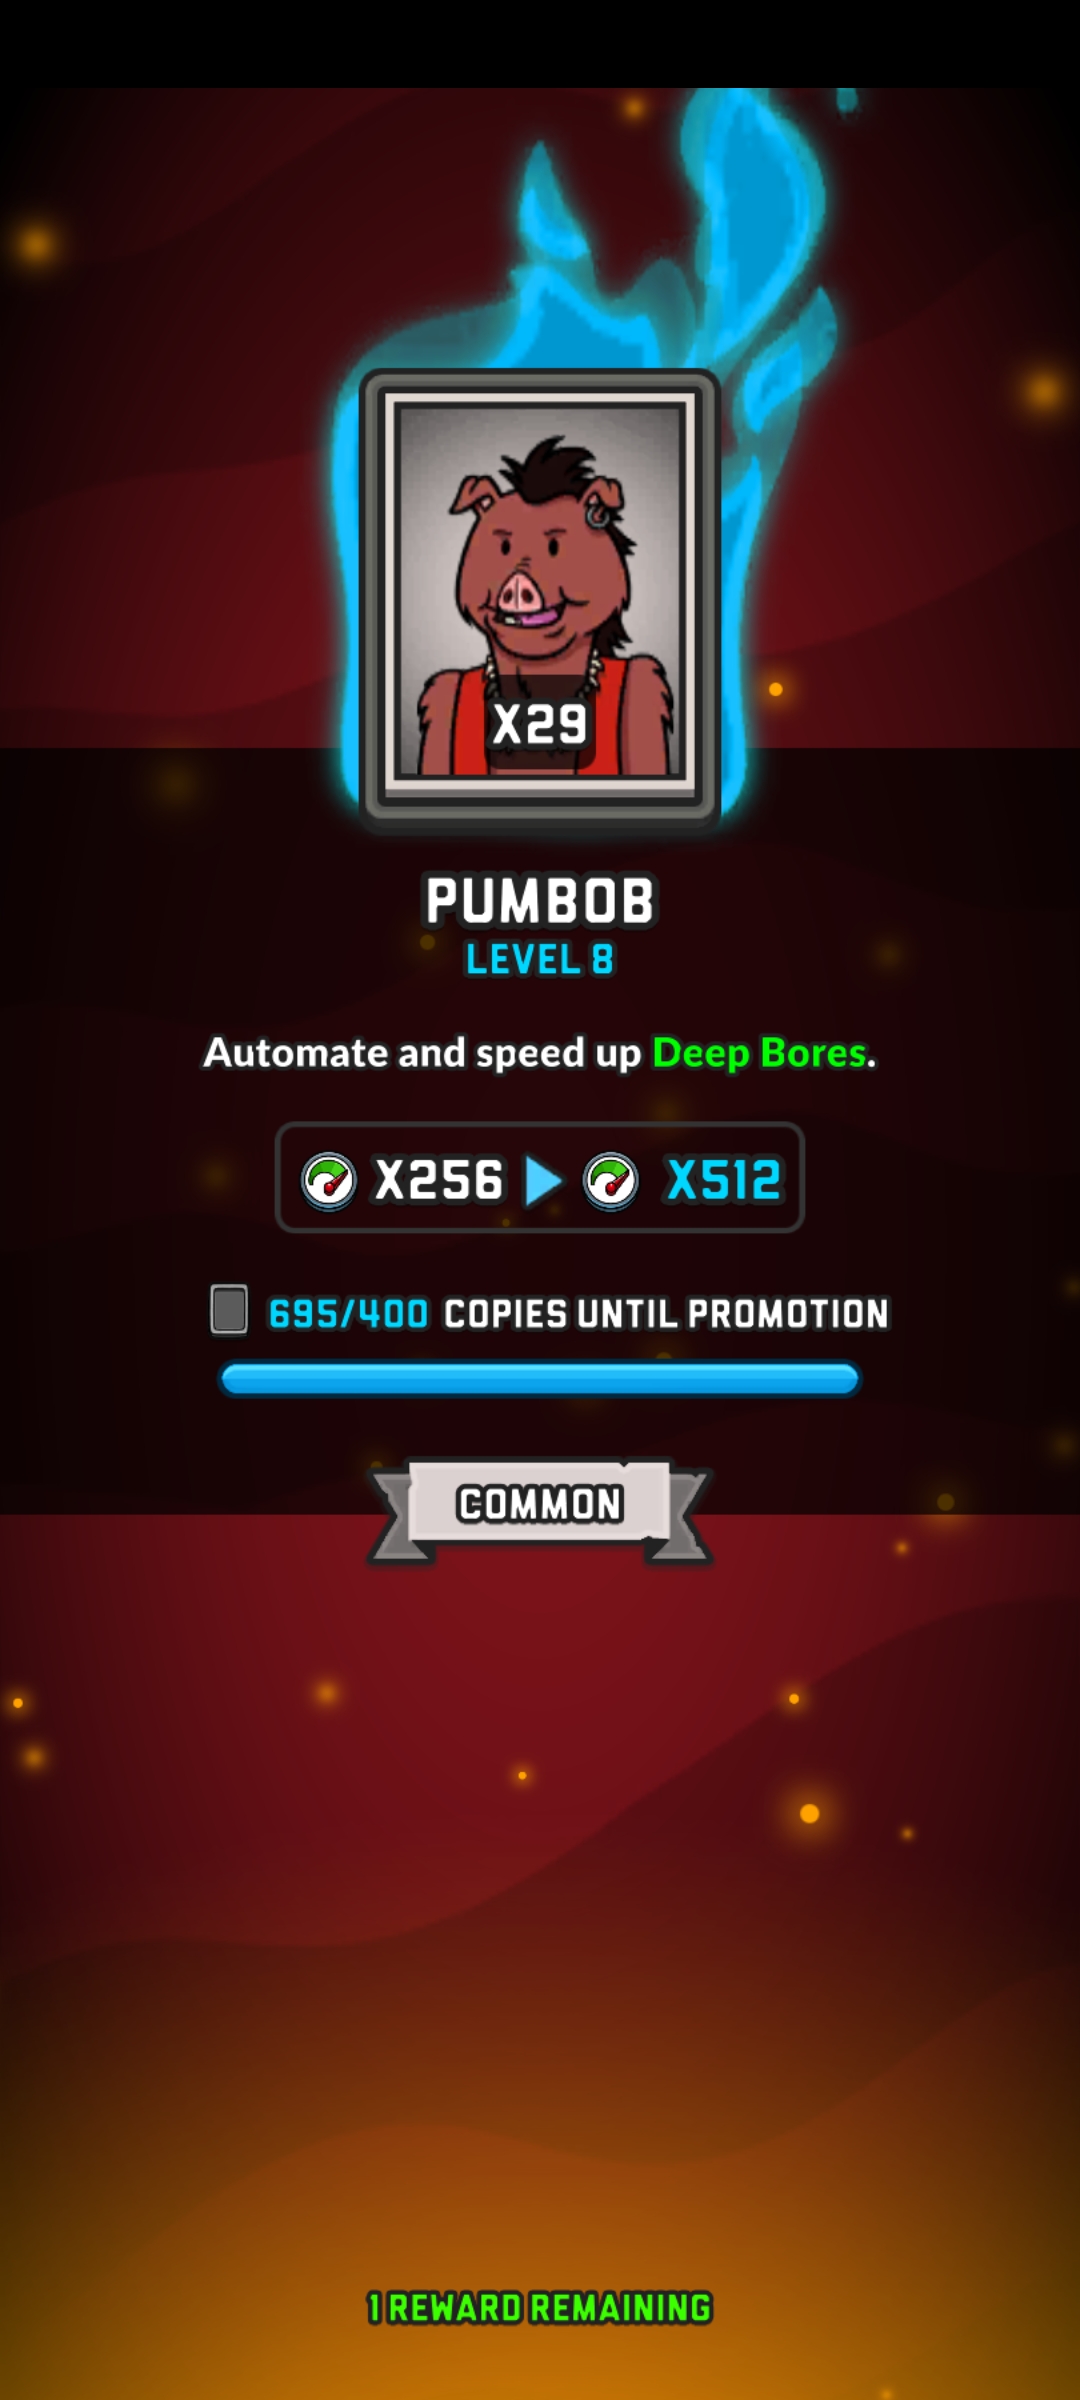 X29
PUMBOB
LEVEL 8
Automate and speed up Deep Bores.
X256 X512
695/400 COPIES UNTIL PROMOTION
COMMON
1 REWARD REMAINING